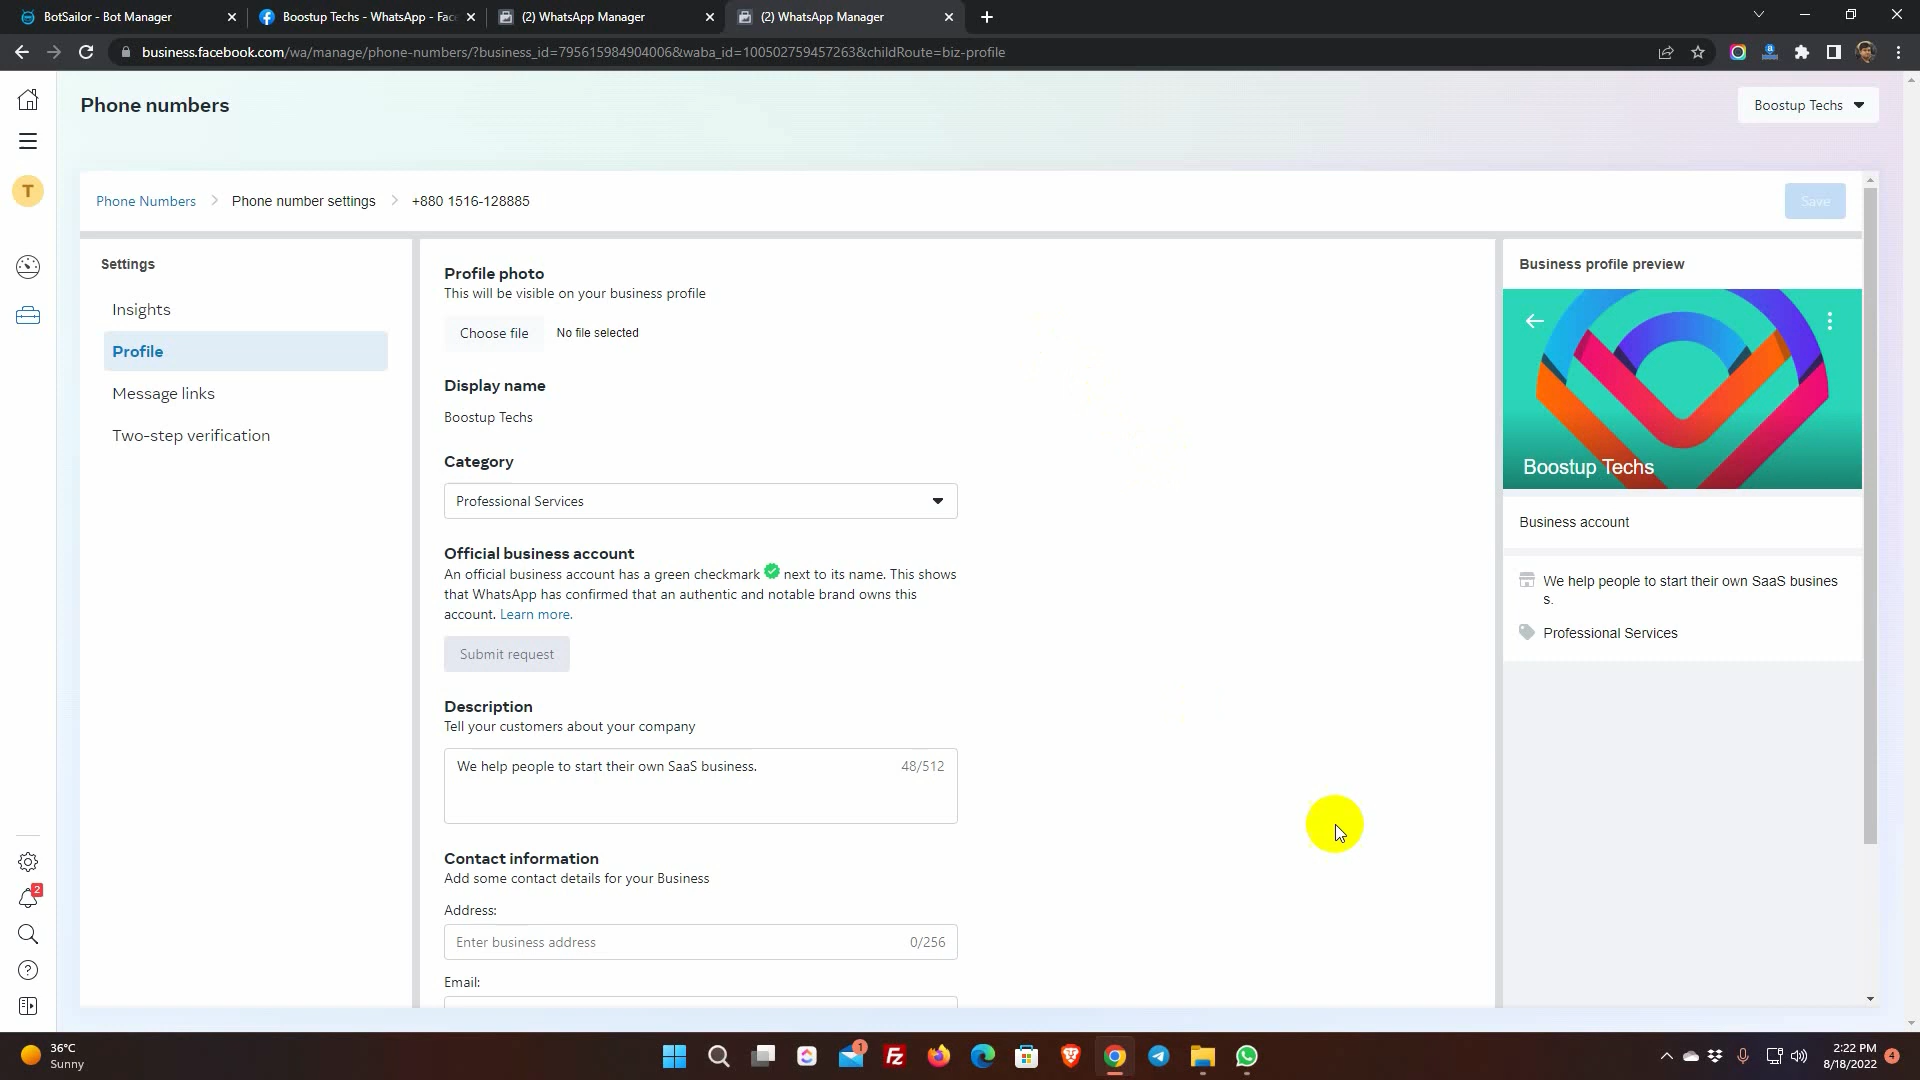 BotSailor - Bot Manager
Boostup Techs - WhatsApp - Fac
(2) WhatsApp Manager
(2) WhatsApp Manager
business.facebook.com/wa/manage/phone-numbers/?business_id=795615984904006&waba_id=100502759457263&childRoute=biz-profile
Phone numbers
Boostup Techs
T
Phone Numbers
Phone number settings
+880 1516-128885
Save
Settings
Insights
Profile
Message links
Two-step verification
Profile photo
This will be visible on your business profile
Choose file
No file selected
Display name
Boostup Techs
Category
Professional Services
Official business account
An official business account has a green checkmark next to its name. This shows
that WhatsApp has confirmed that an authentic and notable brand owns this
account. Learn more.
Submit request
Description
Tell your customers about your company
We help people to start their own SaaS business.
48/512
Contact information
Add some contact details for your Business
Address:
Enter business address
0/256
Email:
Business profile preview
Boostup Techs
Business account
We help people to start their own SaaS busines
s.
Professional Services
2
36°C
Sunny
1
Fz
2:22 PM
8/18/2022
4